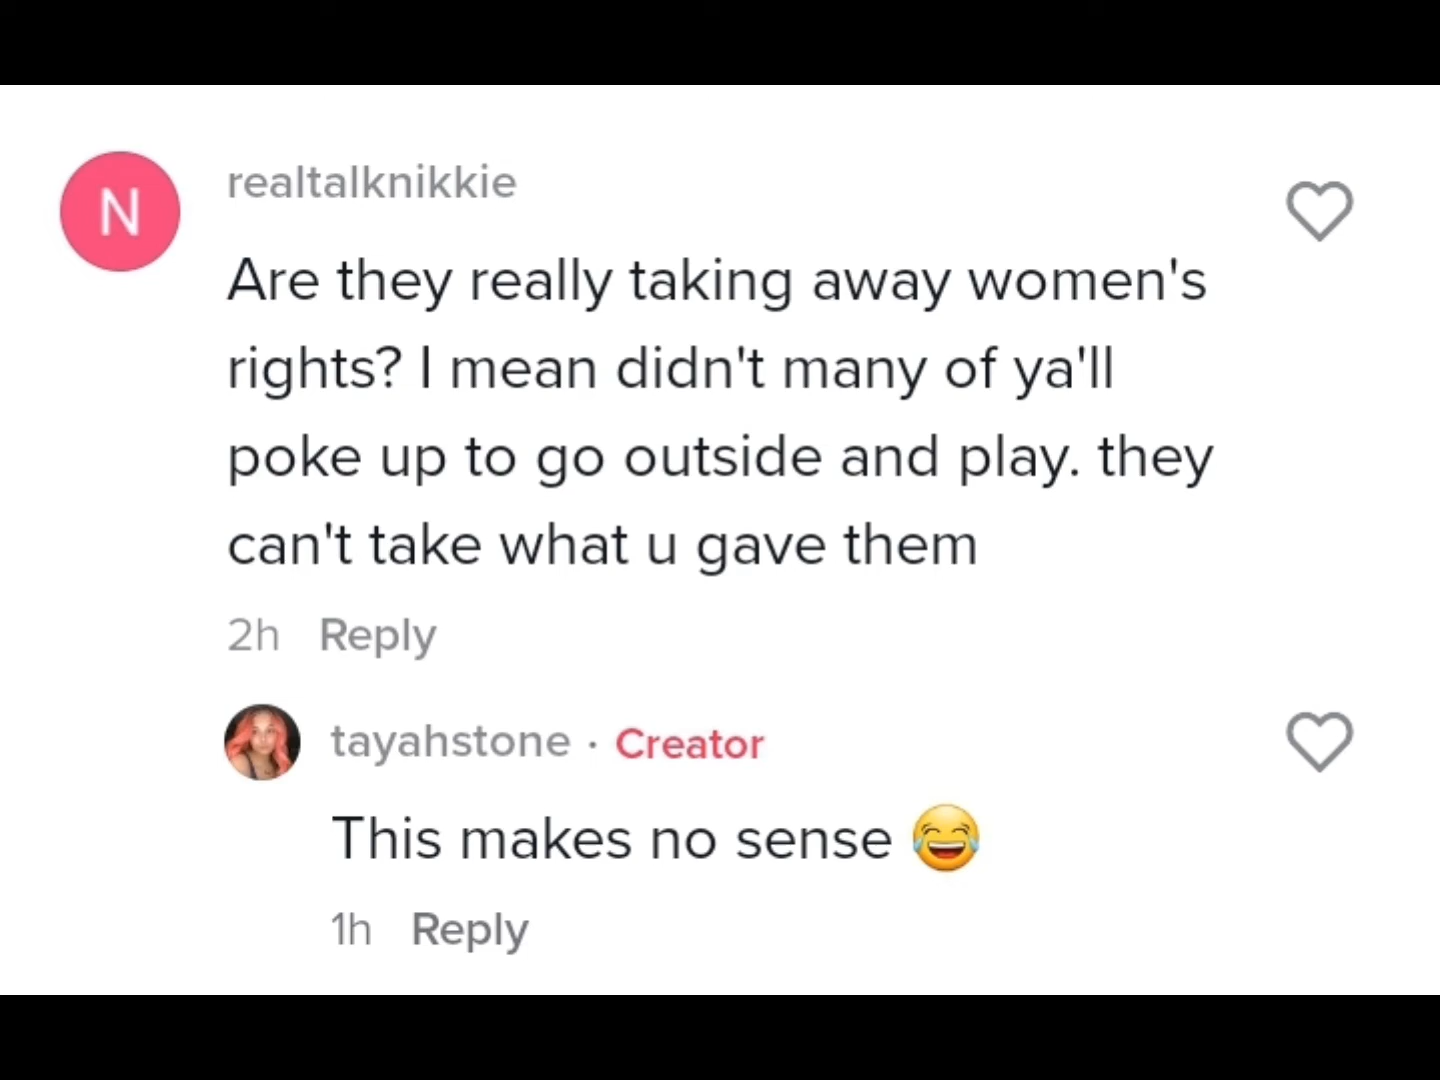 N
realtalknikkie
Are they really taking away women's
rights? I mean didn't many of ya'll
poke up to go outside and play. they
can't take what u gave them
2h Reply
tayahstone · Creator
This makes no sense 😂
1h Reply